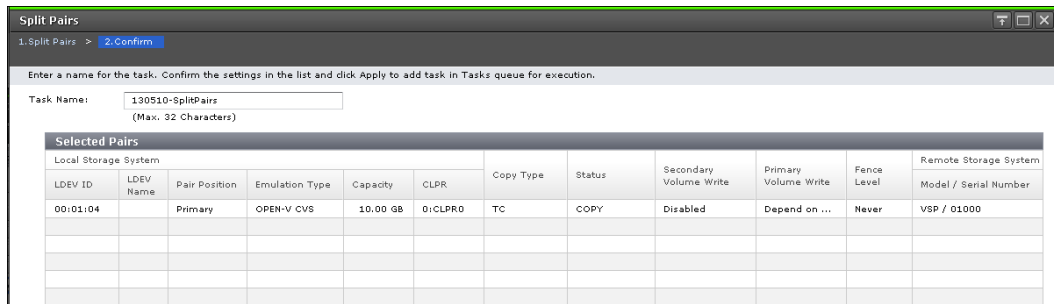 Split Pairs
1.Split Pairs > 2.Confirm
Enter a name for the task. Confirm the settings in the list and click Apply to add task in Tasks queue for execution.
Task Name: 130510-SplitPairs
(Max. 32 Characters)
Selected Pairs
Local Storage System Copy Type Status Secondary Volume Write Primary Volume Write Fence Level Remote Storage System
LDEV ID LDEV Name Pair Position Emulation Type Capacity CLPR Model / Serial Number
00:01:04 Primary OPEN-V CVS 10.00 GB 0:CLPR0 TC COPY Disabled Depend on ... Never VSP / 01000